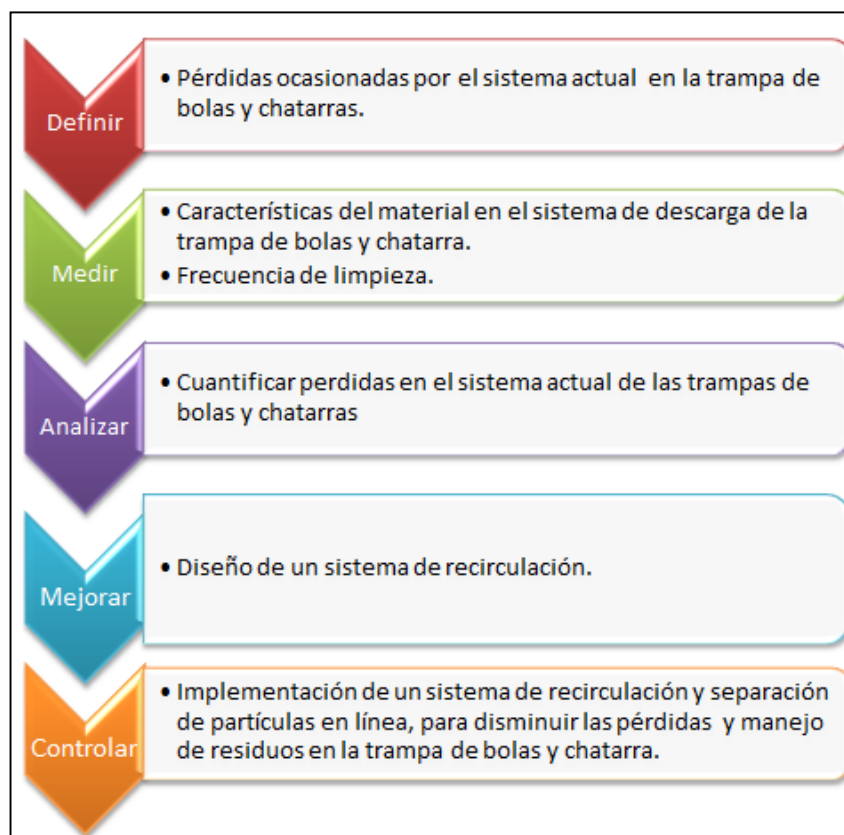 Definir
• Pérdidas ocasionadas por el sistema actual en la trampa de
bolas y chatarras.
Medir
• Características del material en el sistema de descarga de la
trampa de bolas y chatarra.
• Frecuencia de limpieza.
Analizar
• Cuantificar perdidas en el sistema actual de las trampas de
bolas y chatarras
Mejorar
• Diseño de un sistema de recirculación.
Controlar
• Implementación de un sistema de recirculación y separación
de partículas en línea, para disminuir las pérdidas y manejo
de residuos en la trampa de bolas y chatarra.